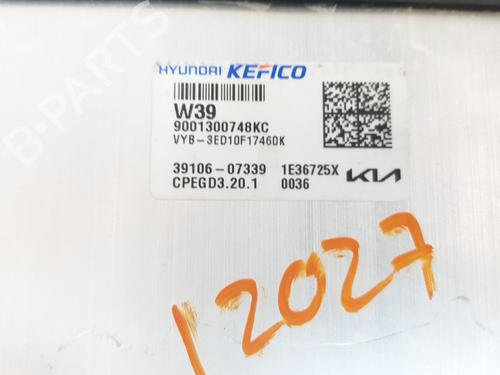 B-PARTS
HYUNDAI KEFICO
W39
9001300748KC
VYB-3ED10F17460K
39106-07339 1E36725X KIA
CPEGD3.20.1 0036
12027